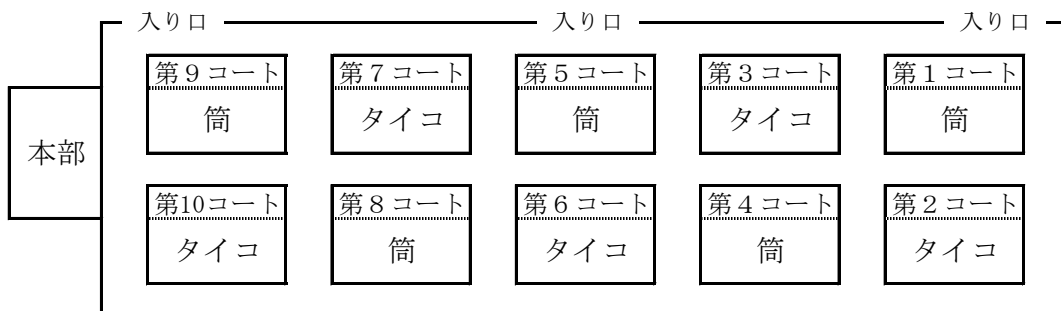 入り口 入り口 入り口
第９コート 第７コート 第５コート 第３コート 第１コート
筒 タイコ 筒 タイコ 筒
本部
第10コート 第８コート 第６コート 第４コート 第２コート
タイコ 筒 タイコ 筒 タイコ